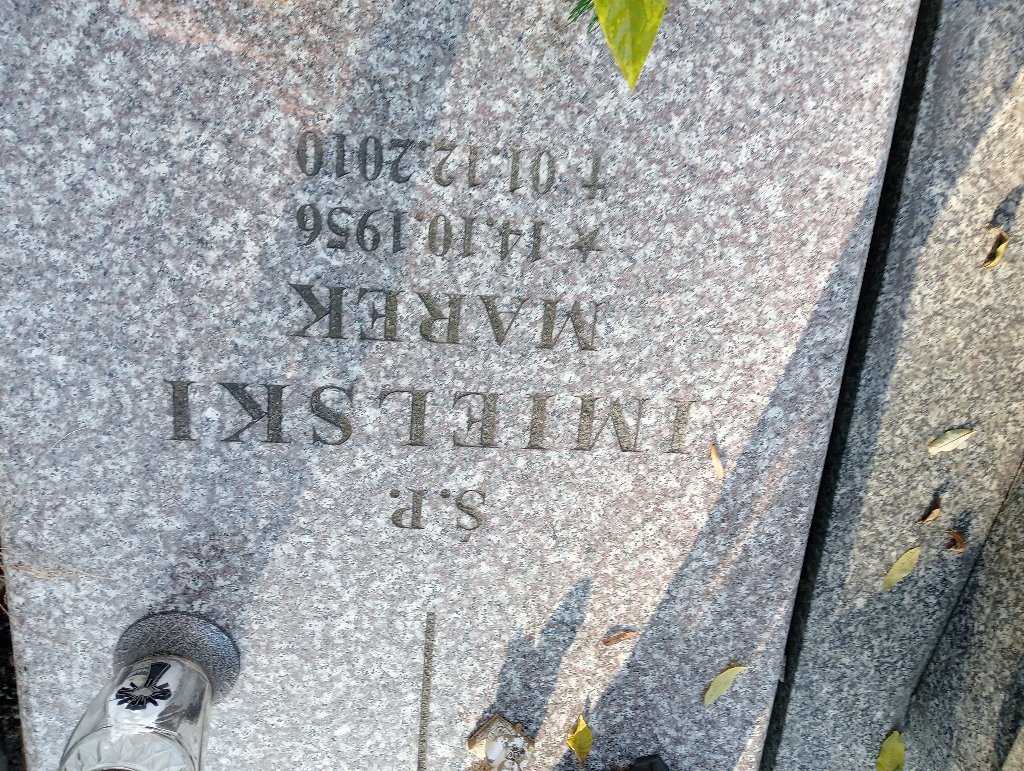 Ś.P.
IMIELSKI
MAREK
★ 14.10.1956
† 01.12.2010